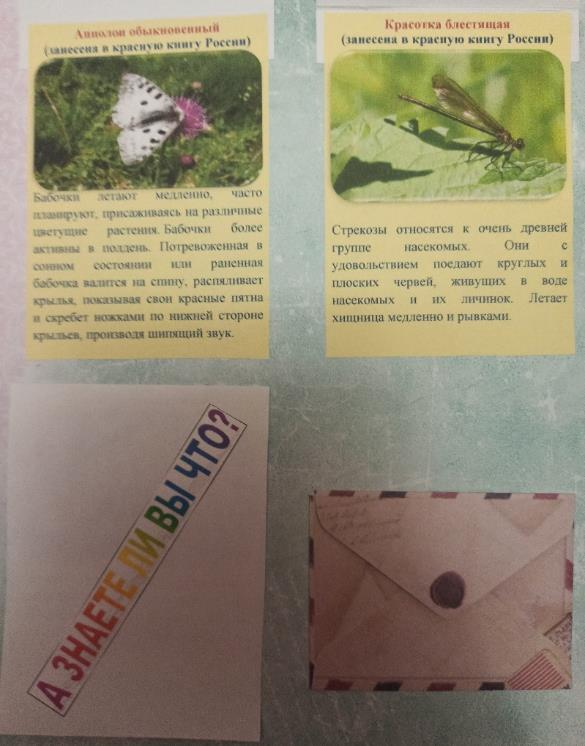 Апполон обыкновенный
(занесен в красную книгу России)
Бабочки летают медленно, часто
планируют, присаживаясь на различные
цветущие растения. Бабочки более
активны в полдень. Потревоженная в
сонном состоянии или раненная
бабочка валится на спину, распяливает
крылья, показывая свои красные пятна
и скребет ножками по нижней стороне
крыльев, производя шипящий звук.
Красотка блестящая
(занесена в красную книгу России)
Стрекозы относятся к очень древней
группе насекомых. Они с
удовольствием поедают круглых и
плоских червей, живущих в воде
насекомых и их личинок. Летает
хищница медленно и рывками.
А ЗНАЕТЕ ЛИ ВЫ ЧТО?